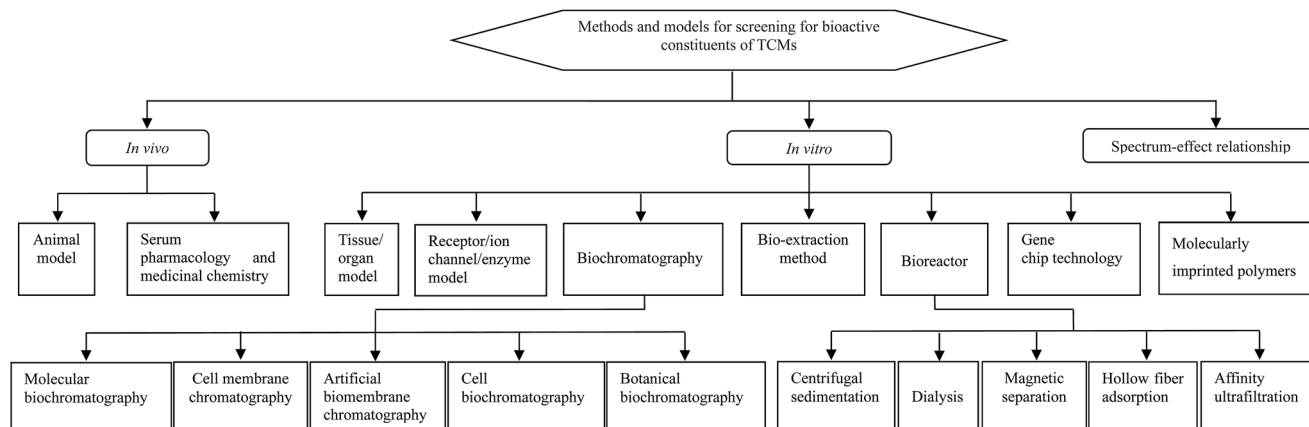 Methods and models for screening for bioactive
constituents of TCMs
In vivo
In vitro
Spectrum-effect relationship
Animal
model
Serum
pharmacology and
medicinal chemistry
Tissue/
organ model
Receptor/ion
channel/enzyme
model
Biochromatography
Bio-extraction
method
Bioreactor
Gene
chip technology
Molecularly
imprinted polymers
Molecular
biochromatography
Cell membrane
chromatography
Artificial
biomembrane
chromatography
Cell
biochromatography
Botanical
biochromatography
Centrifugal
sedimentation
Dialysis
Magnetic
separation
Hollow fiber
adsorption
Affinity
ultrafiltration